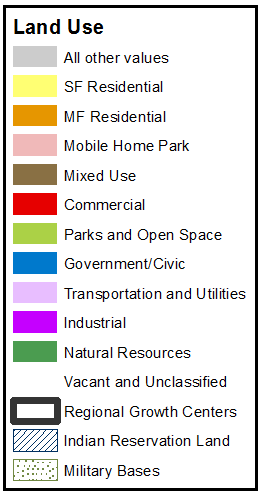 Land Use
All other values
SF Residential
MF Residential
Mobile Home Park
Mixed Use
Commercial
Parks and Open Space
Government/Civic
Transportation and Utilities
Industrial
Natural Resources
Vacant and Unclassified
Regional Growth Centers
Indian Reservation Land
Military Bases